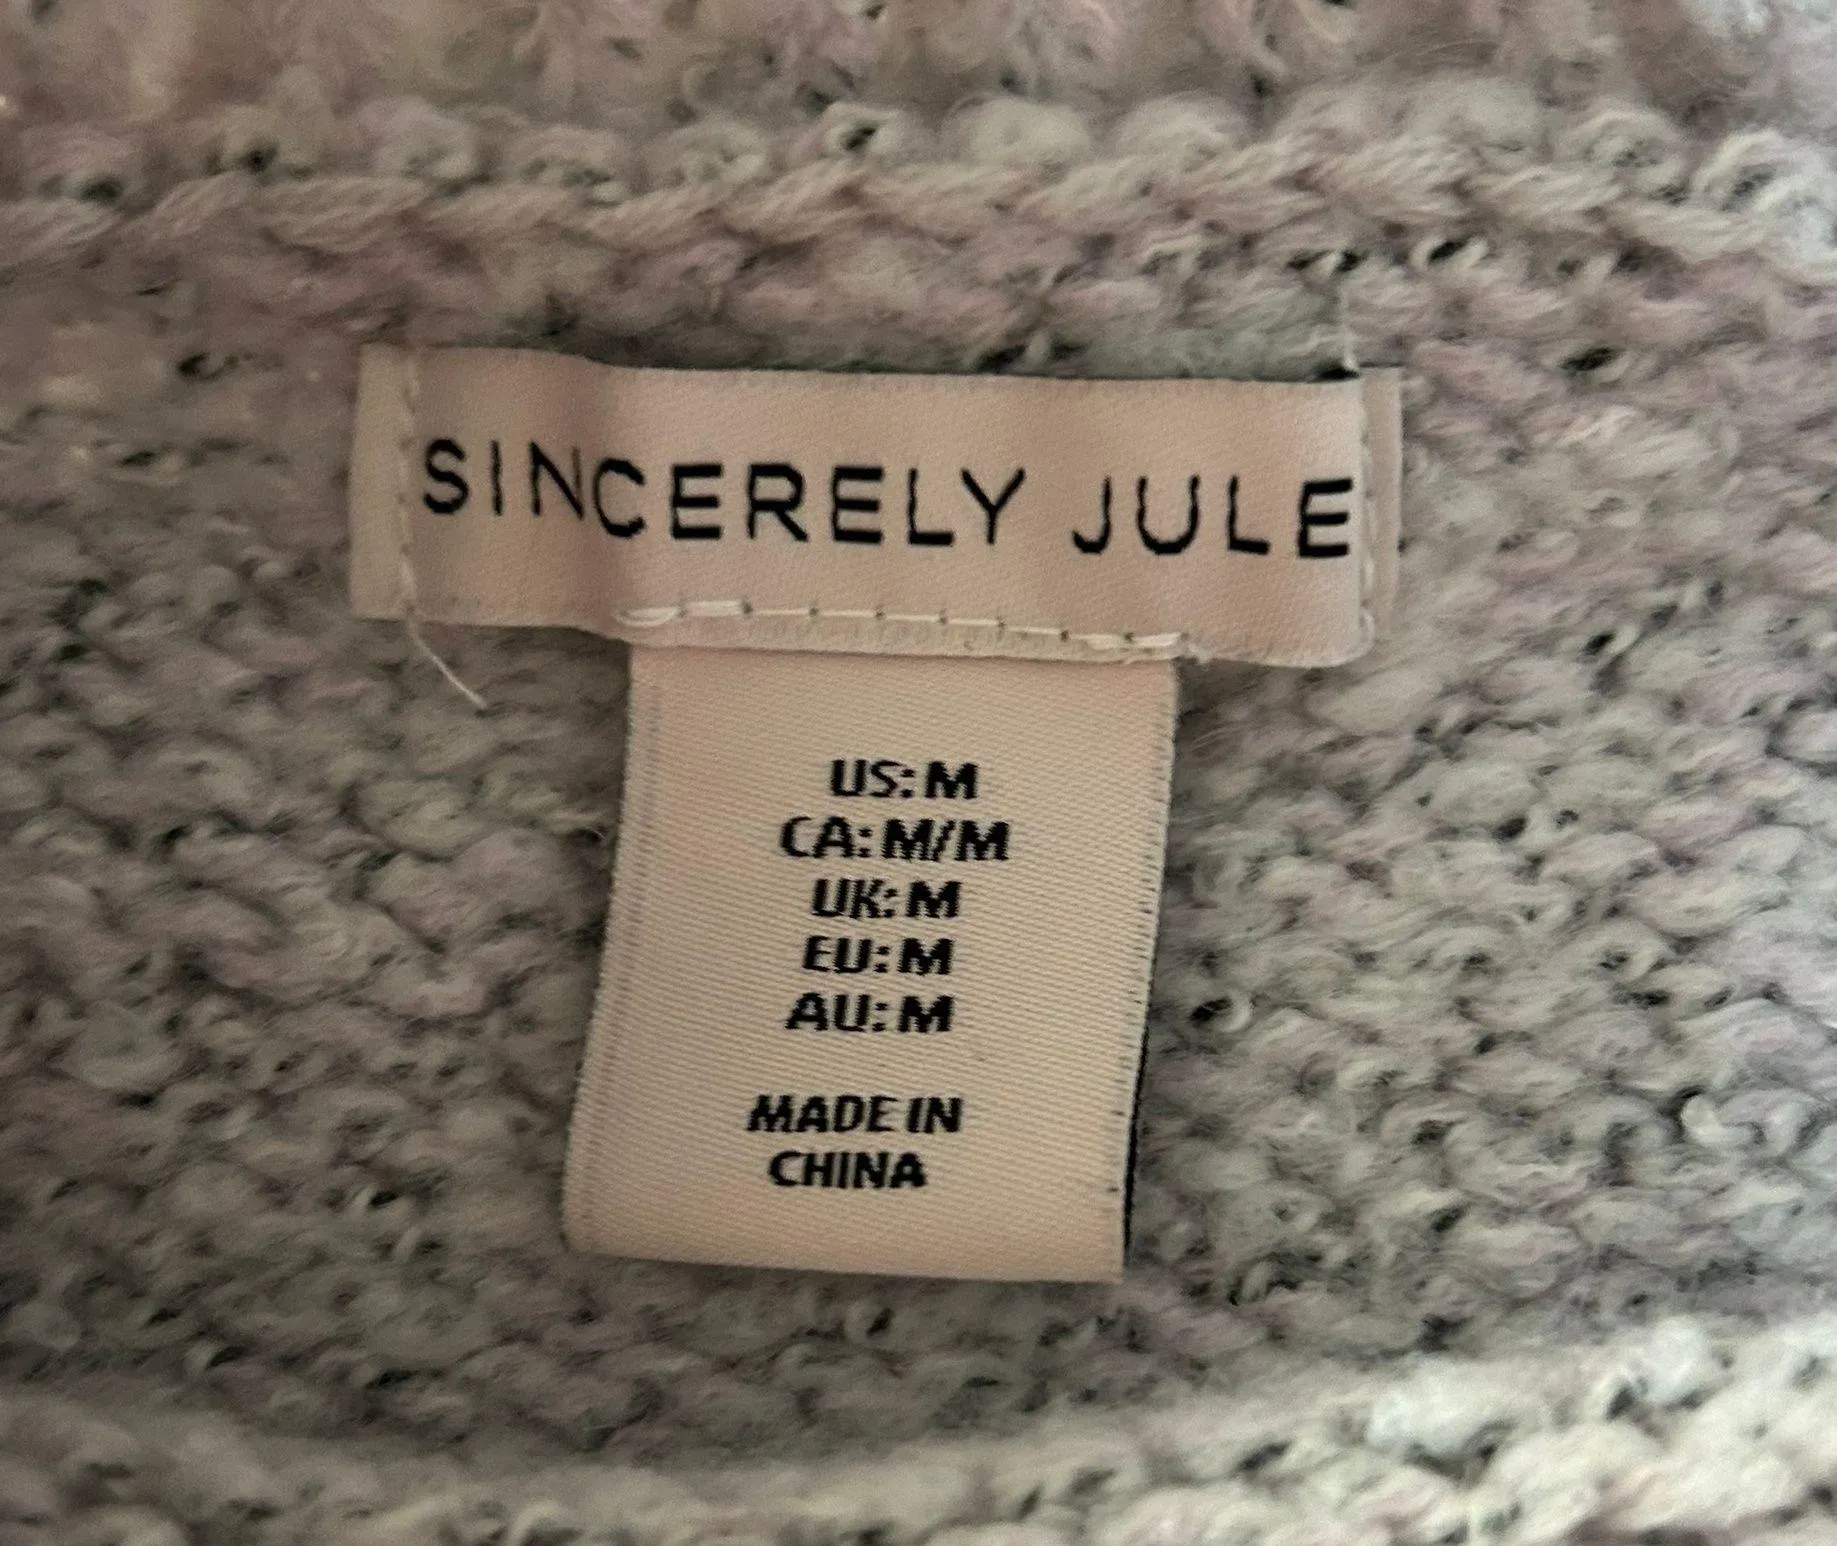 SINCERELY JULE
US: M
CA: M/M
UK: M
EU: M
AU: M
MADE IN
CHINA